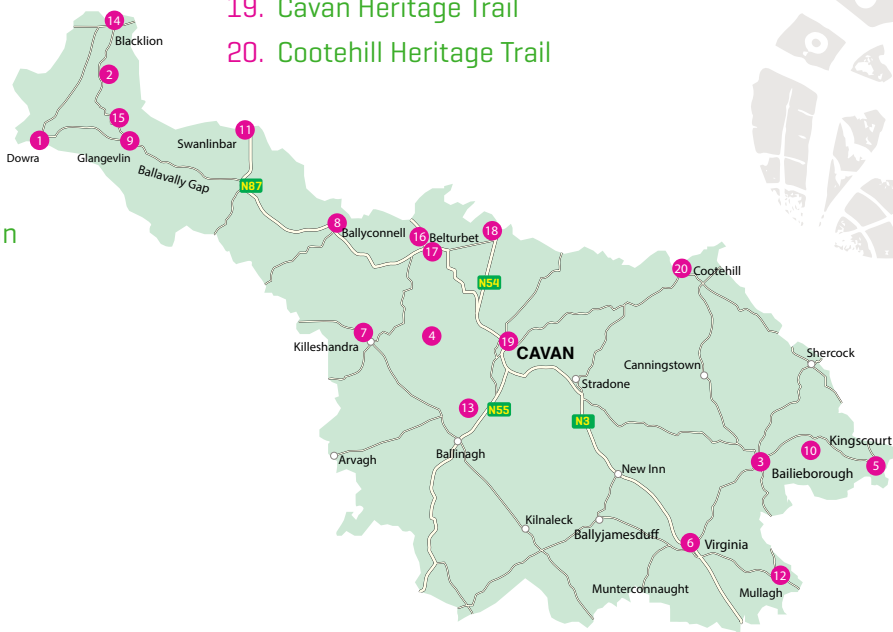 19. Cavan Heritage Trail
20. Cootehill Heritage Trail
n
14
Blacklion
2
15
1
9
11
Dowra
Glangevlin
Swanlinbar
Ballavally Gap
N87
8
Ballyconnell
16
Belturbet
18
17
N54
20
Cootehill
7
Killeshandra
4
19
CAVAN
Shercock
Canningstown
Stradone
13
N55
N3
Kingscourt
Arvagh
Ballinagh
3
10
5
Bailieborough
New Inn
Kilnaleck
Ballyjamesduff
6
Virginia
12
Munterconnaught
Mullagh